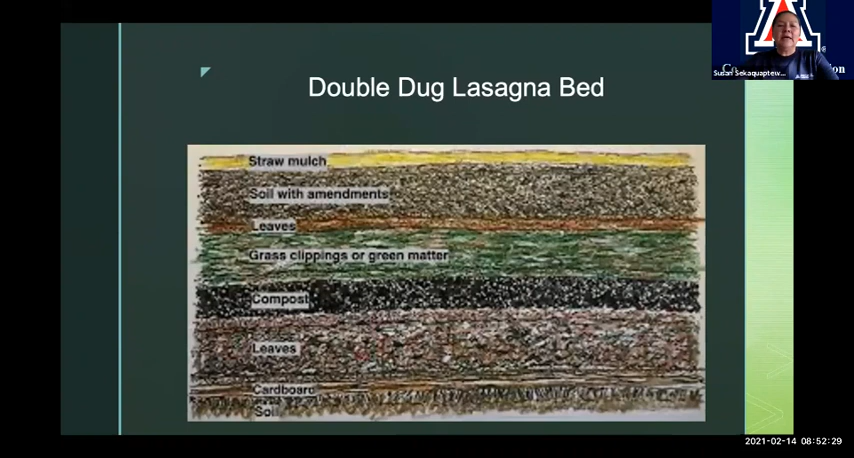 Double Dug Lasagna Bed
Straw mulch
Soil with amendments
Leaves
Grass clippings or green matter
Compost
Leaves
Cardboard
Soil
A
Susan Sekaquaptew...
2021-02-14 08:52:29